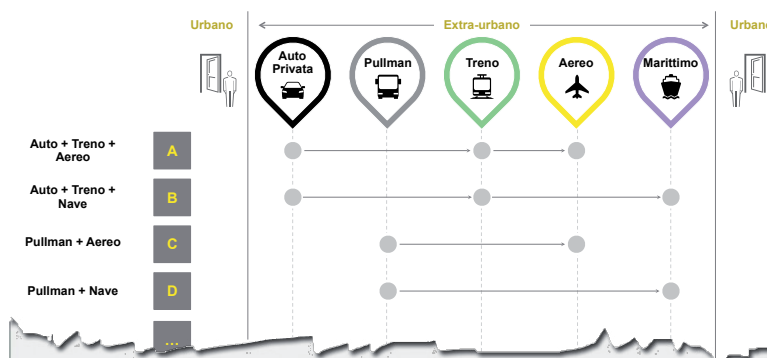 Urbano
Extra-urbano
Urbano
Auto
Privata
Pullman
Treno
Aereo
Marittimo
Auto + Treno +
Aereo
A
Auto + Treno +
Nave
B
Pullman + Aereo
C
Pullman + Nave
D
...